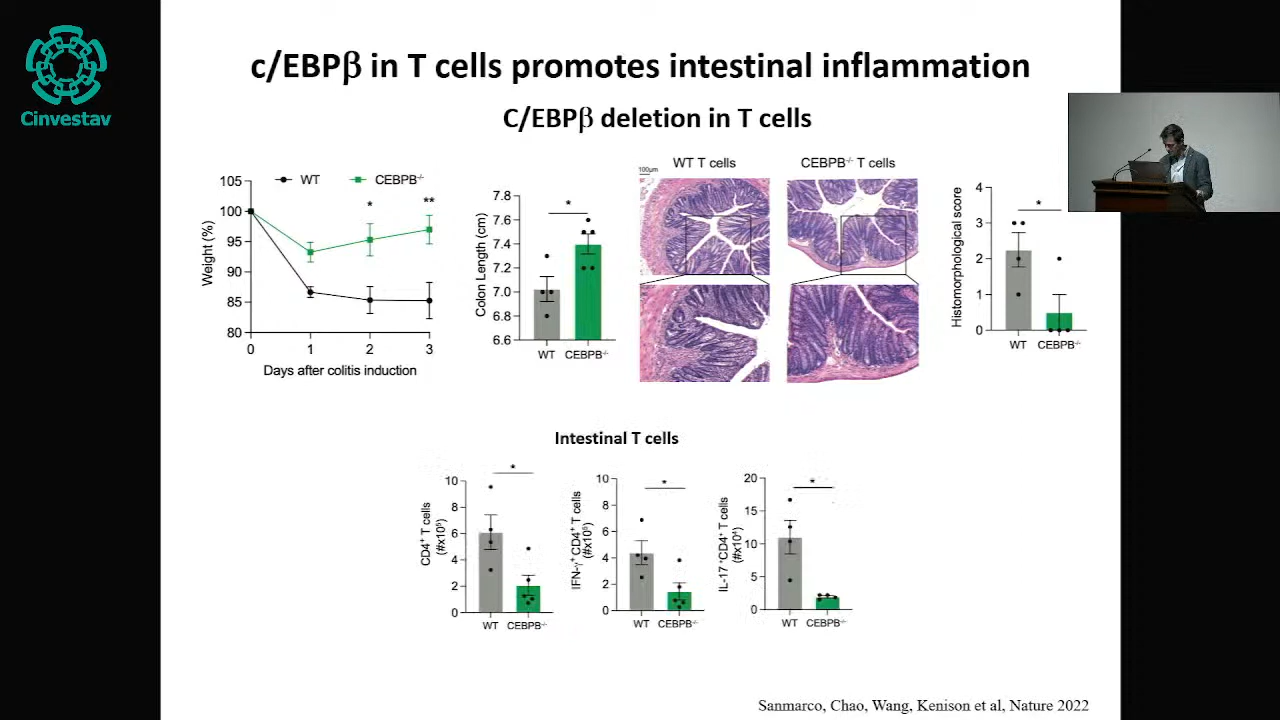 Cinvestav
c/EBPβ in T cells promotes intestinal inflammation
C/EBPβ deletion in T cells
WT CEBPB-/-
Weight (%)
105
100
95
90
85
80
* **
0 1 2 3
Days after colitis induction
Colon Length (cm)
7.8
7.6
7.4
7.2
7.0
6.8
6.6
*
WT CEBPB-/-
WT T cells CEBPB-/- T cells
100µm
Histomorphological score
4
3
2
1
0
*
WT CEBPB-/-
Intestinal T cells
CD4+ T cells
(#x10⁵)
10
8
6
4
2
0
*
WT CEBPB-/-
IFN-γ+ CD4+ T cells
(#x10⁵)
10
8
6
4
2
0
*
WT CEBPB-/-
IL-17 +CD4+ T cells
(#x10⁴)
20
15
10
5
0
*
WT CEBPB-/-
Sanmarco, Chao, Wang, Kenison et al, Nature 2022